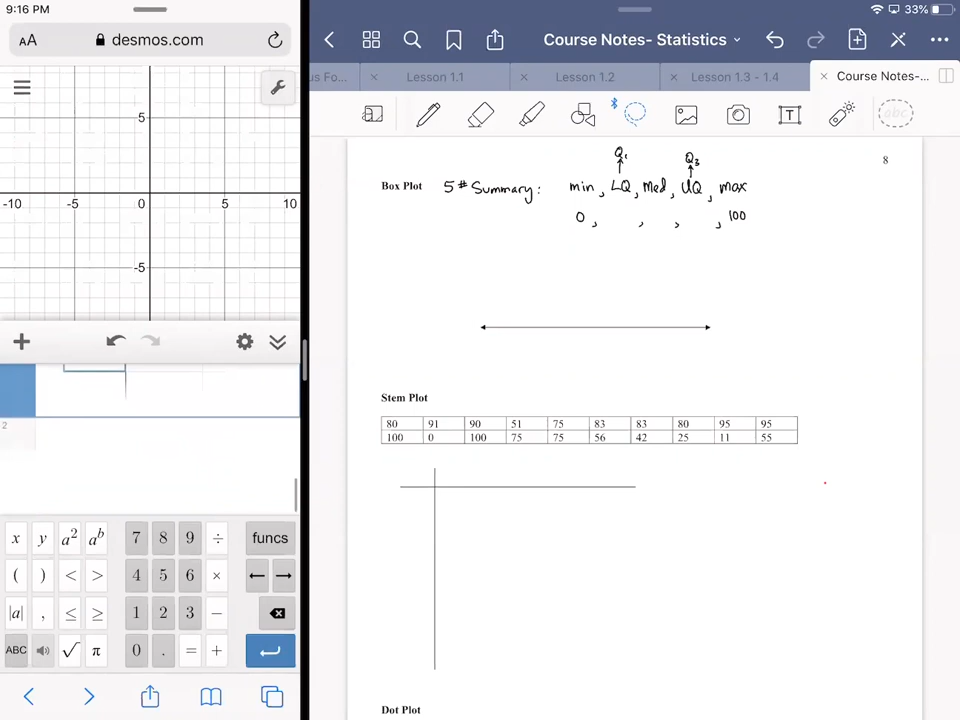 9:16 PM
33%
AA desmos.com
Course Notes- Statistics
us Fo...
Lesson 1.1
Lesson 1.2
Lesson 1.3 - 1.4
Course Notes-...
T
abc
8
Box Plot 5 # Summary: min, LQ, Med, UQ, max
Q1 Q3
0, , , , 100
Stem Plot
80 91 90 51 75 83 83 80 95 95
100 0 100 75 75 56 42 25 11 55
Dot Plot
5
-10 -5 0 5 10
-5
2
x y a² aᵇ 7 8 9 ÷ funcs
( ) < > 4 5 6 × ← →
|a| , ≤ ≥ 1 2 3 −
ABC √ π 0 . = +